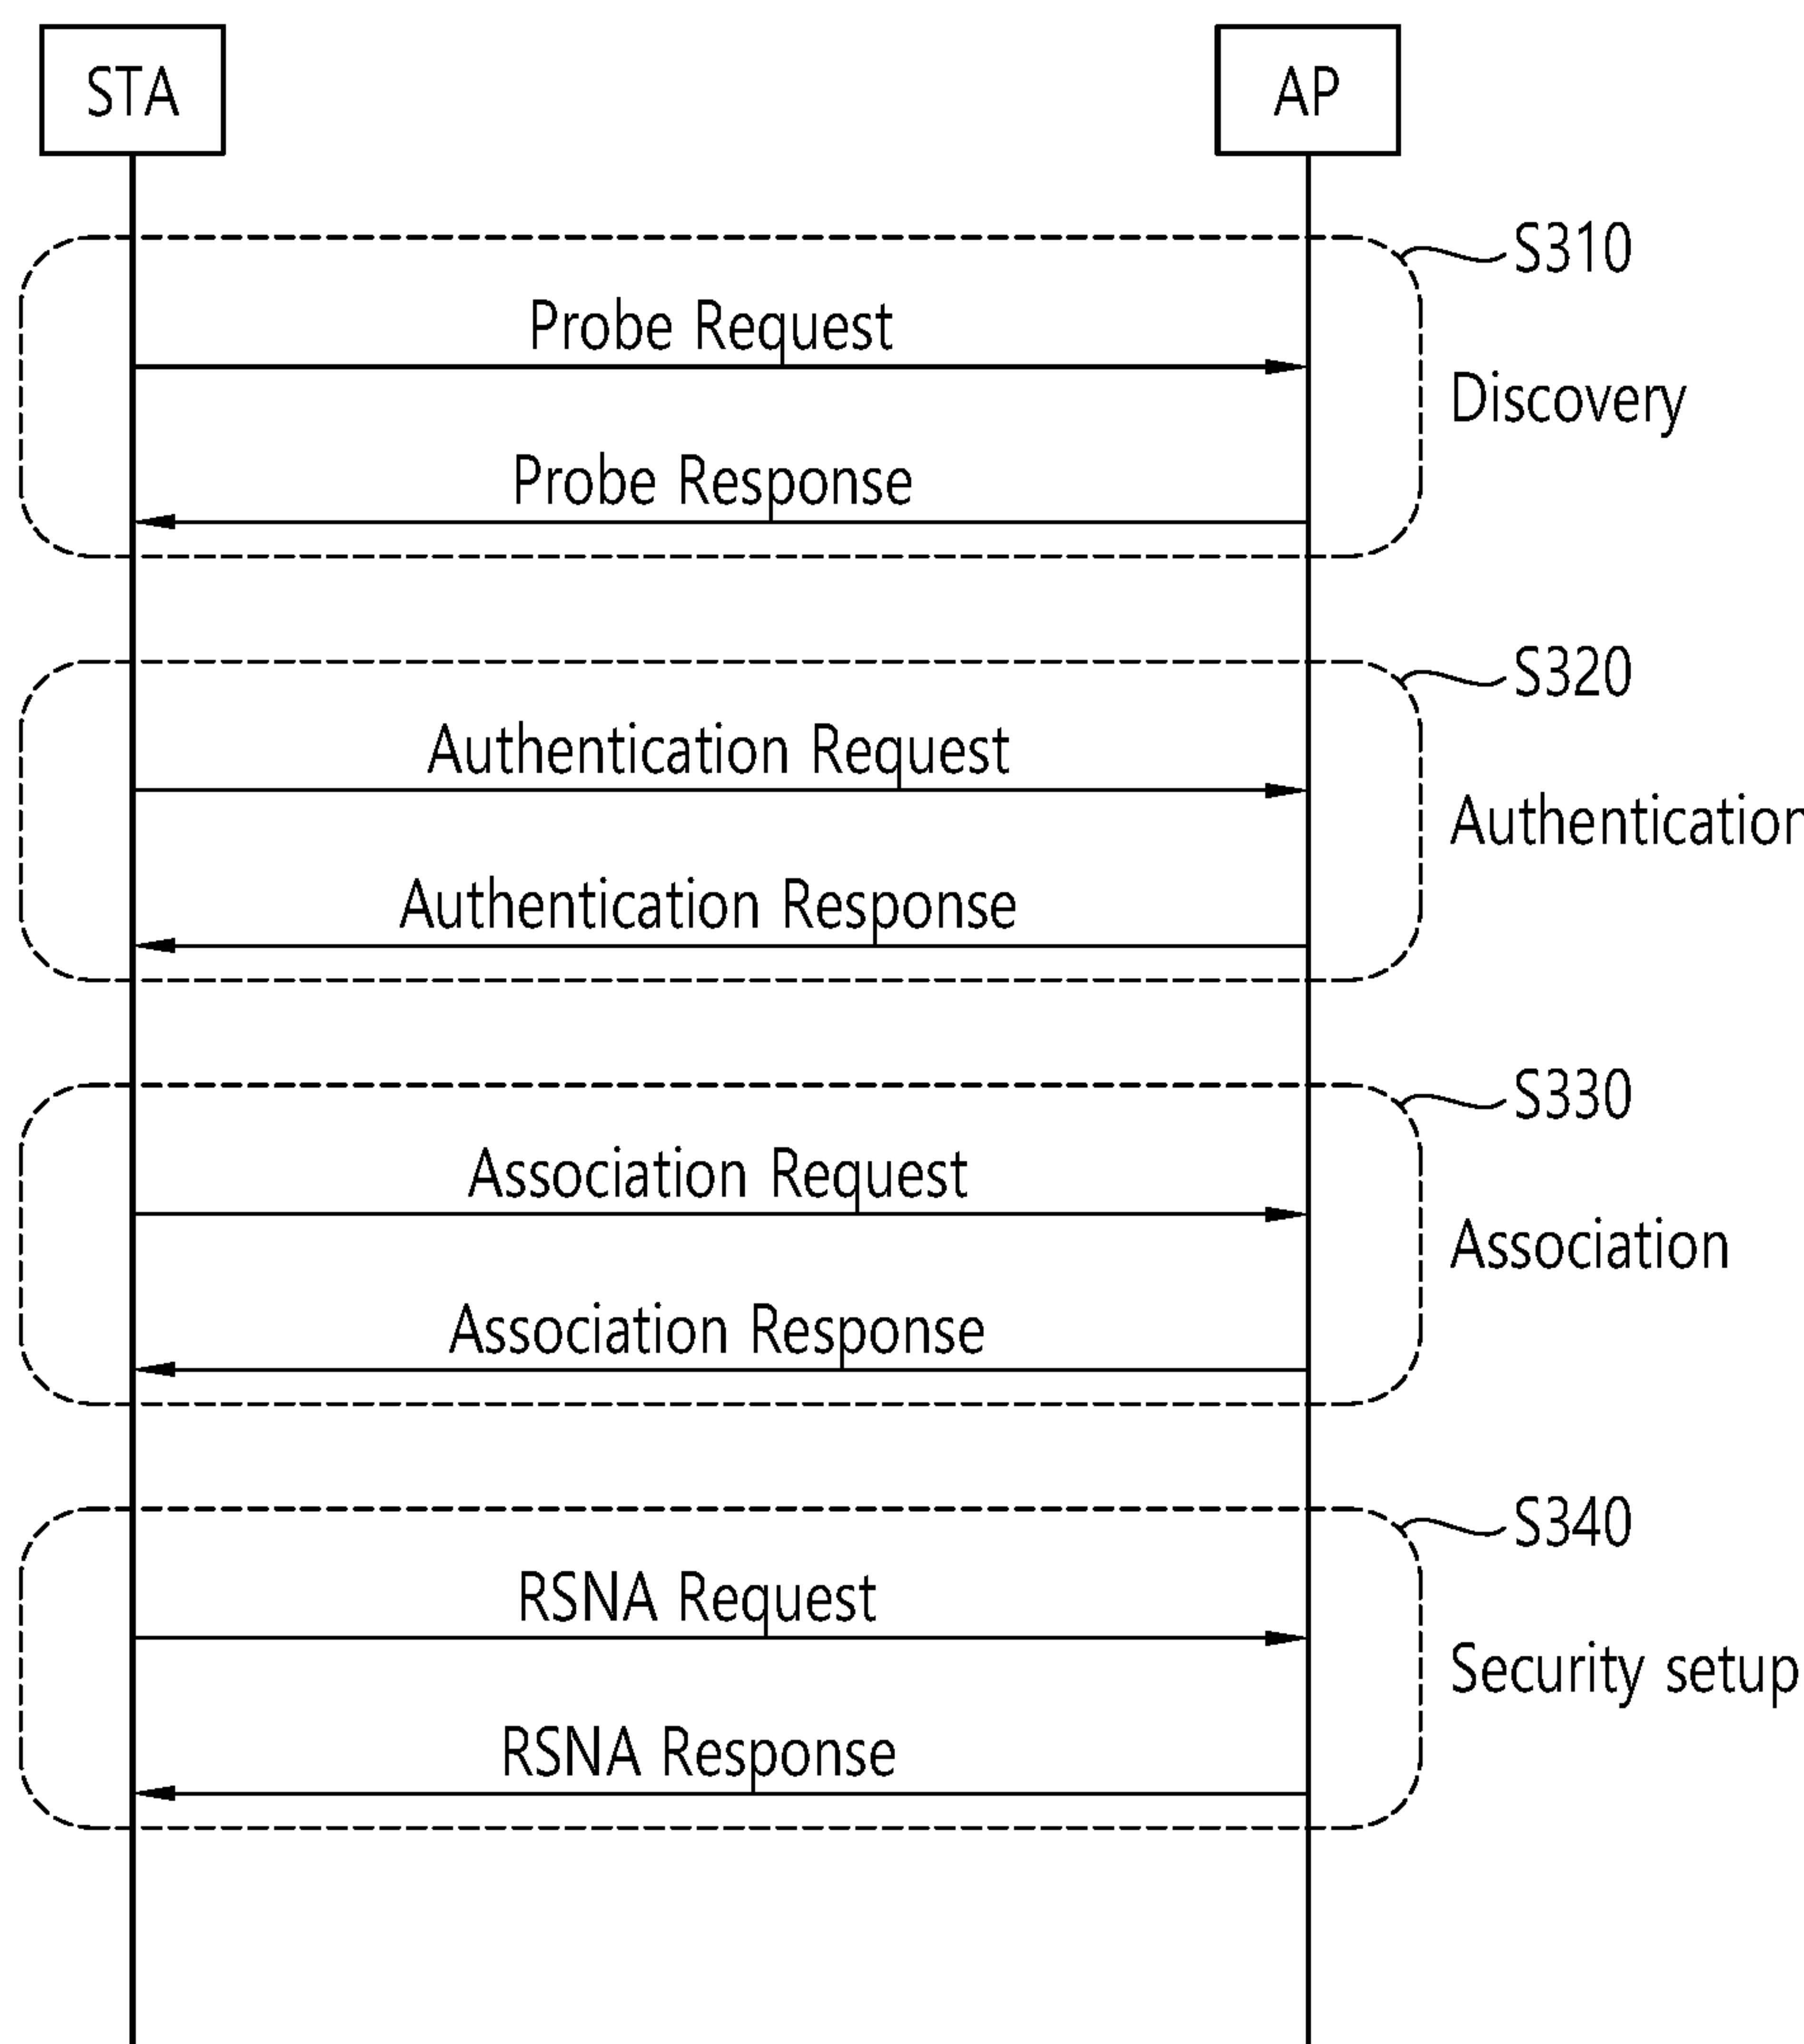 STA
AP
S310
Probe Request
Discovery
Probe Response
S320
Authentication Request
Authentication
Authentication Response
S330
Association Request
Association
Association Response
S340
RSNA Request
Security setup
RSNA Response